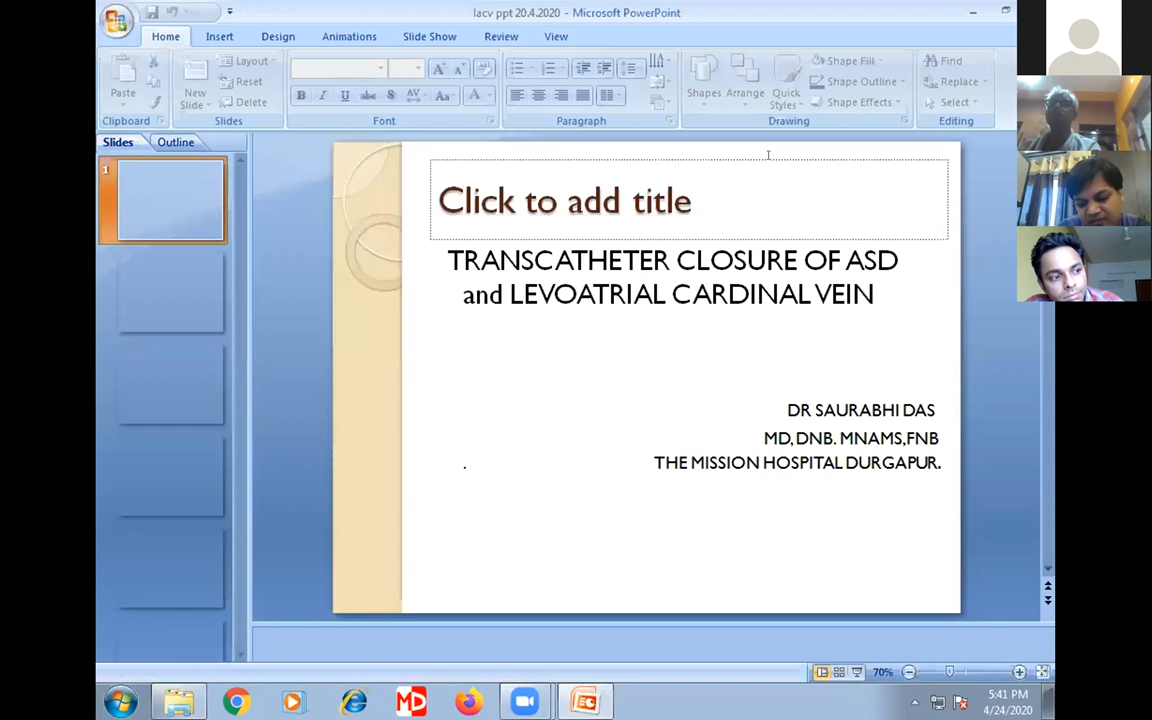 lacv ppt 20.4.2020 - Microsoft PowerPoint
Home Insert Design Animations Slide Show Review View
Paste
New Slide
Layout
Reset
Delete
Shapes
Arrange
Quick Styles
Shape Fill
Shape Outline
Shape Effects
Find
Replace
Select
Clipboard Slides Font Paragraph Drawing Editing
Slides Outline
1
Click to add title
TRANSCATHETER CLOSURE OF ASD
and LEVOATRIAL CARDINAL VEIN
DR SAURABHI DAS
MD, DNB. MNAMS,FNB
. THE MISSION HOSPITAL DURGAPUR.
70%
MD
5:41 PM
4/24/2020